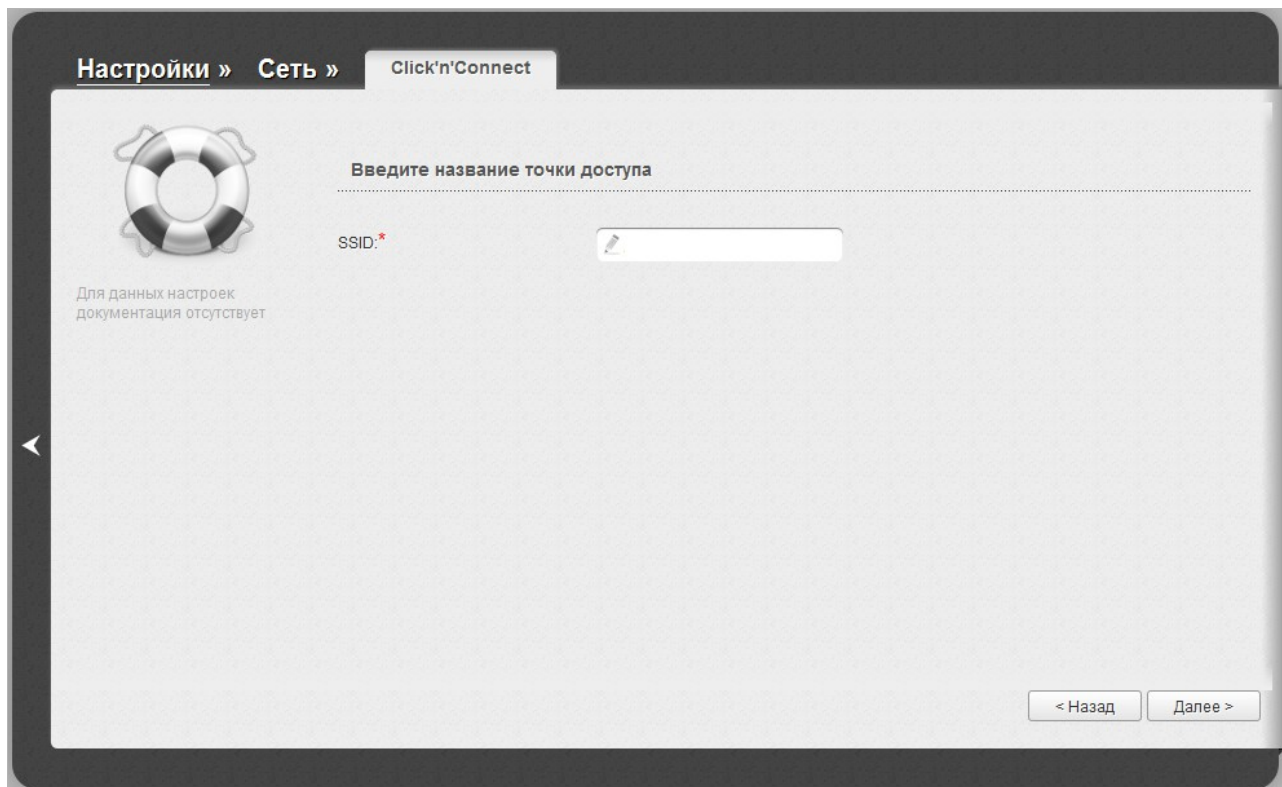 Настройки » Сеть » Click'n'Connect
Введите название точки доступа
SSID:*
Для данных настроек
документация отсутствует
< Назад Далее >